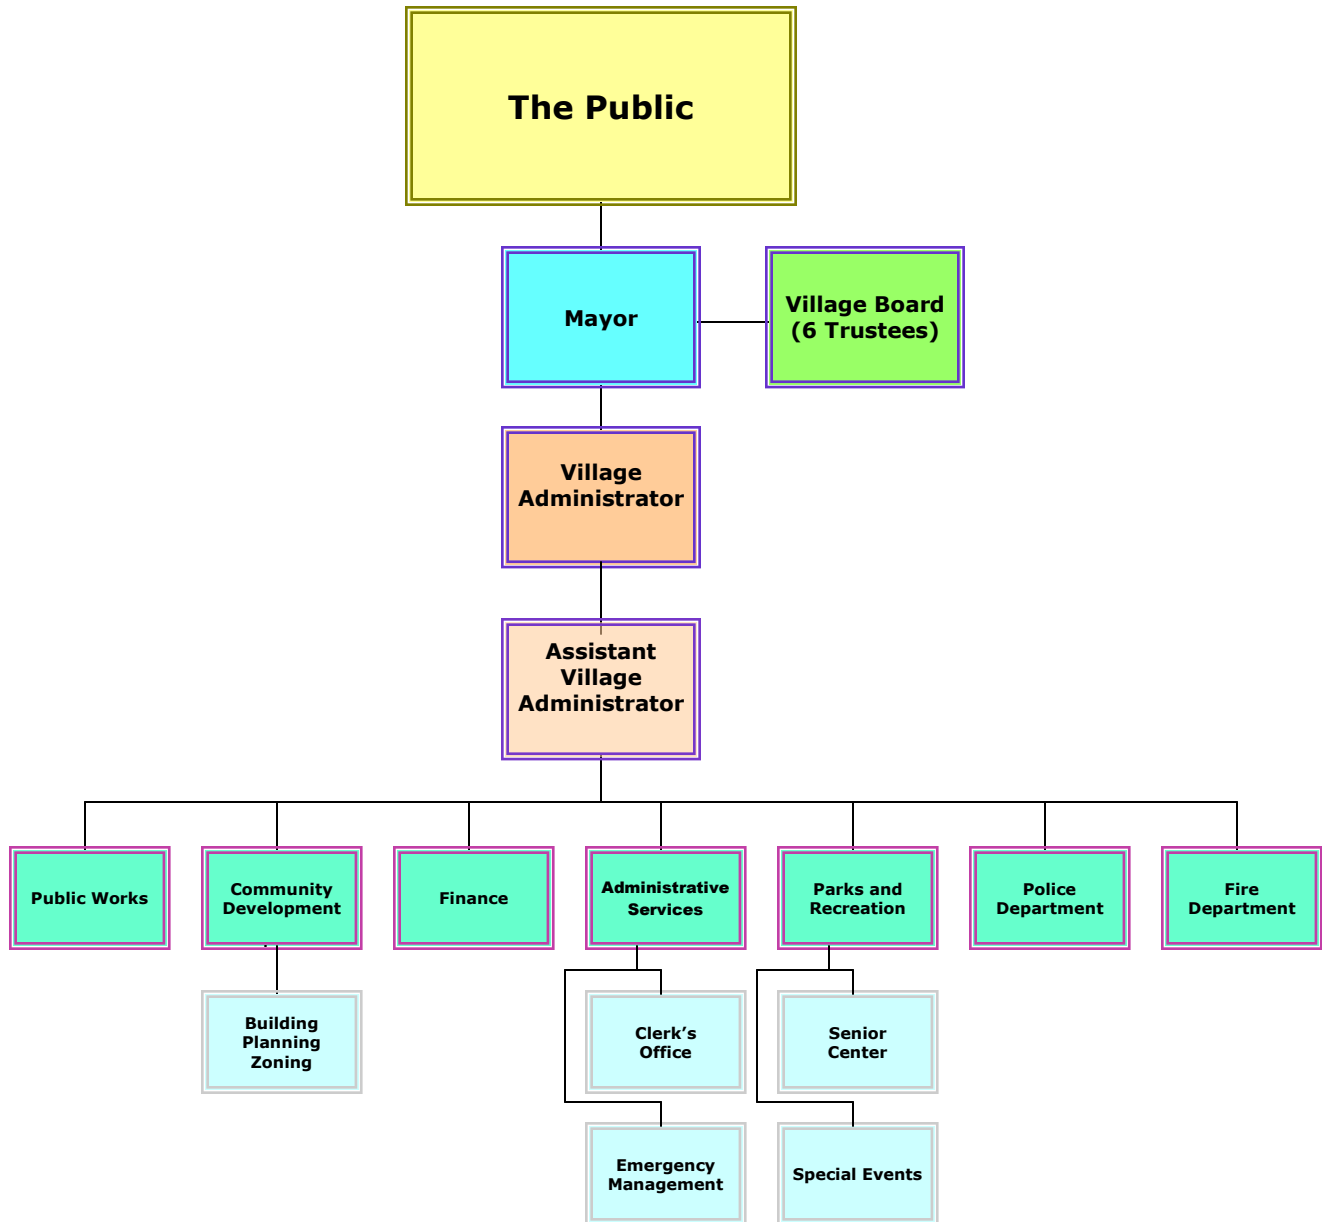 The Public
Mayor
Village Board
(6 Trustees)
Village
Administrator
Assistant
Village
Administrator
Public Works
Community
Development
Finance
Administrative
Services
Parks and
Recreation
Police
Department
Fire
Department
Building
Planning
Zoning
Clerk’s
Office
Senior
Center
Emergency
Management
Special Events